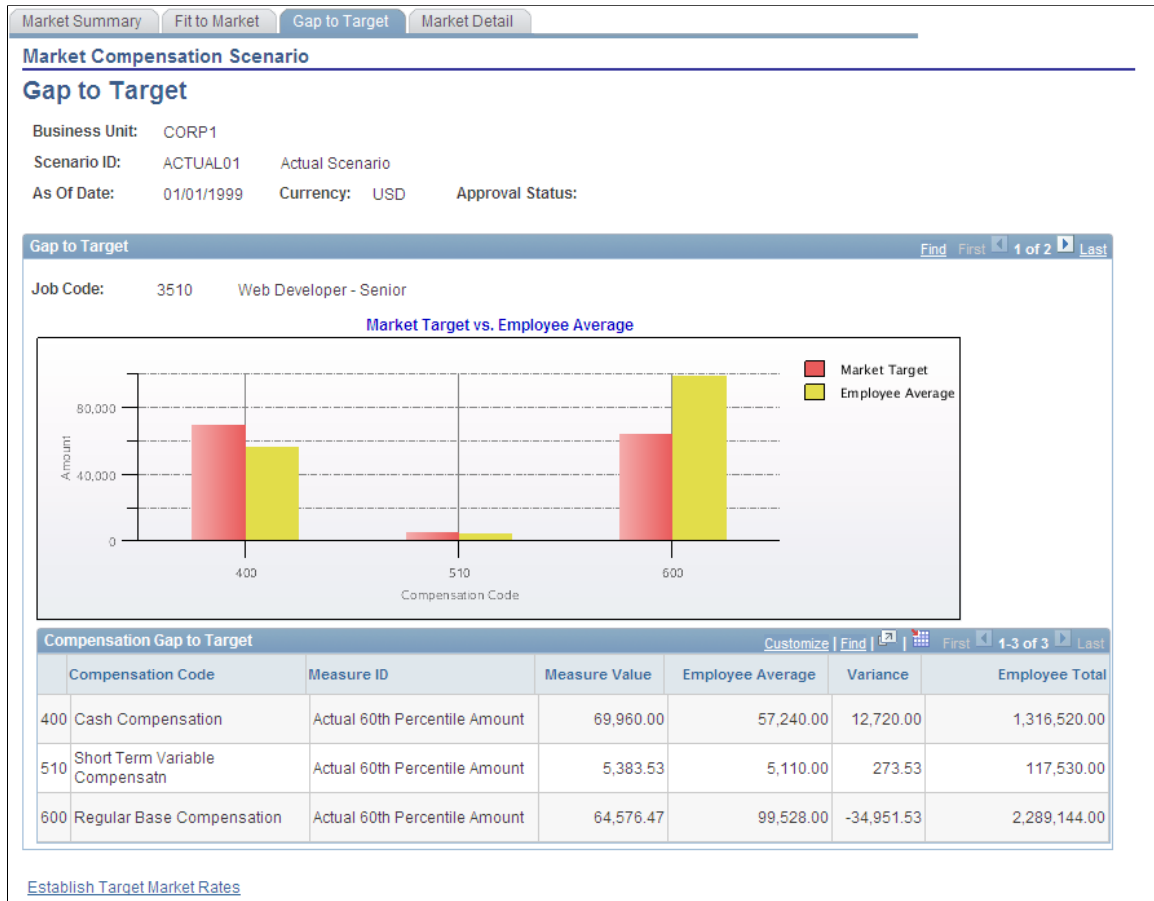 Market Summary Fit to Market Gap to Target Market Detail
Market Compensation Scenario
Gap to Target
Business Unit: CORP1
Scenario ID: ACTUAL01 Actual Scenario
As Of Date: 01/01/1999 Currency: USD Approval Status:
Gap to Target Find First 1 of 2 Last
Job Code: 3510 Web Developer - Senior
Market Target vs. Employee Average
Market Target
Employee Average
80,000
40,000
0
Amount
400 510 600
Compensation Code
Compensation Gap to Target Customize | Find | | First 1-3 of 3 Last
Compensation Code Measure ID Measure Value Employee Average Variance Employee Total
400 Cash Compensation Actual 60th Percentile Amount 69,960.00 57,240.00 12,720.00 1,316,520.00
510 Short Term Variable Compensatn Actual 60th Percentile Amount 5,383.53 5,110.00 273.53 117,530.00
600 Regular Base Compensation Actual 60th Percentile Amount 64,576.47 99,528.00 -34,951.53 2,289,144.00
Establish Target Market Rates